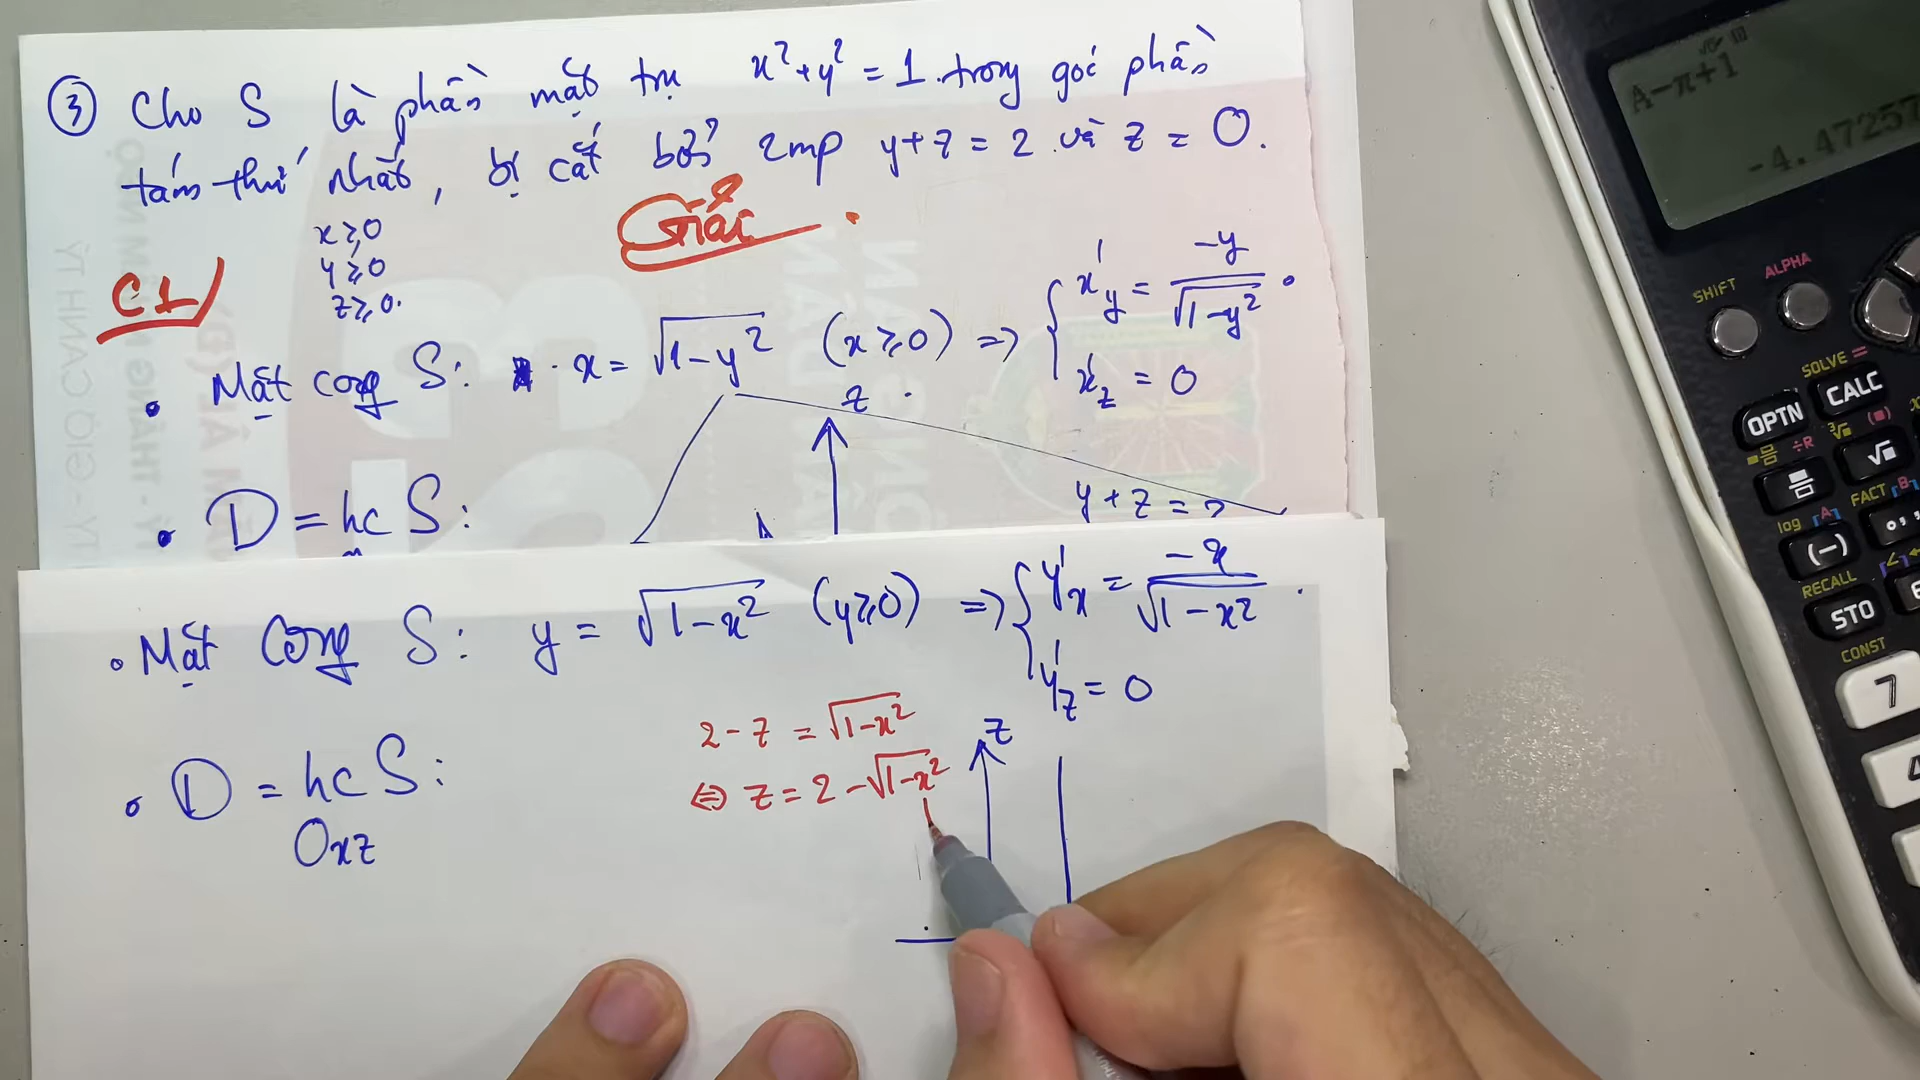 ③ Cho S là phần mặt trụ x²+y² = 1 trong góc phần
tám thứ nhất, bị cắt bởi 2mp y+z = 2 và z = 0.
Giải
x ≥ 0
y ≥ 0
z ≥ 0.
C1/
• Mặt cong S: x = √(1-y²) (x ≥ 0) => { x'y = -y/√(1-y²)
x'z = 0
z
• D = hc S:
y + z = 2
• Mặt Cong S: y = √(1-x²) (y≥0) => { y'x = -x/√(1-x²)
y'z = 0
2 - z = √(1-x²)
⇔ z = 2 - √(1-x²)
z
• D = hc S:
Oxz
A-π+1
-4.47257
SHIFT
ALPHA
SOLVE =
OPTN
CALC
√
FACT
log
(-)
RECALL
STO
CONST
7